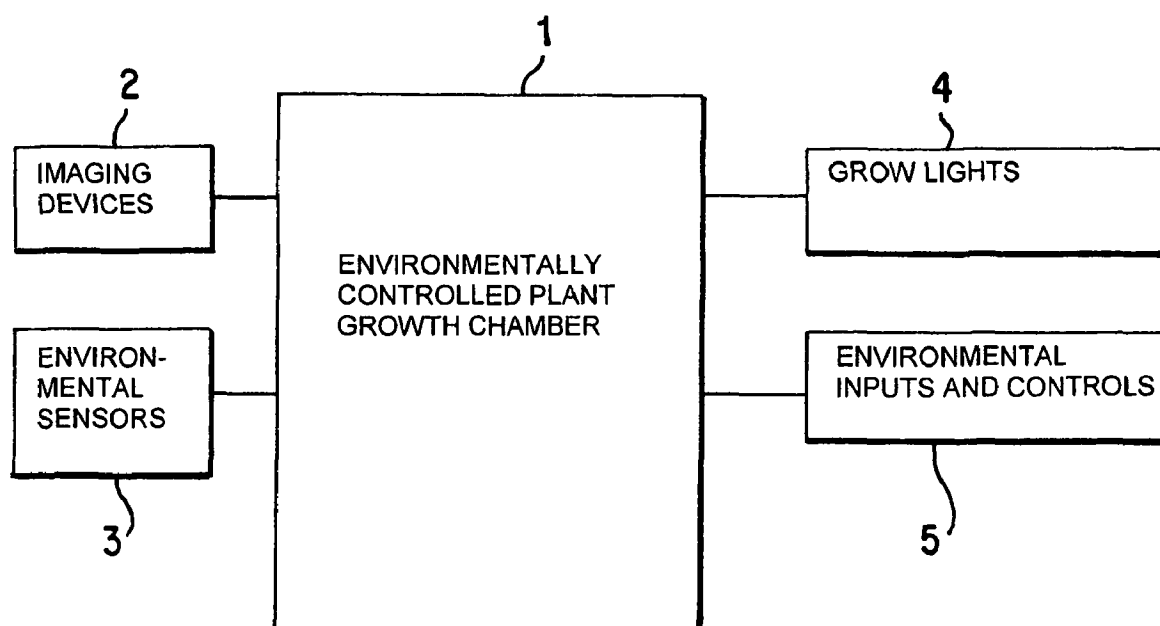 1
2
4
IMAGING
DEVICES
GROW LIGHTS
ENVIRONMENTALLY
CONTROLLED PLANT
GROWTH CHAMBER
ENVIRON-
MENTAL
SENSORS
ENVIRONMENTAL
INPUTS AND CONTROLS
3
5